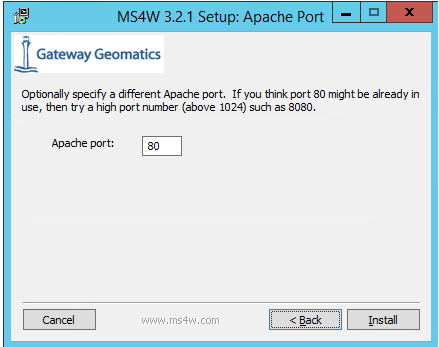 MS4W 3.2.1 Setup: Apache Port
Gateway Geomatics
Optionally specify a different Apache port. If you think port 80 might be already in
use, then try a high port number (above 1024) such as 8080.
Apache port: 80
Cancel www.ms4w.com < Back Install